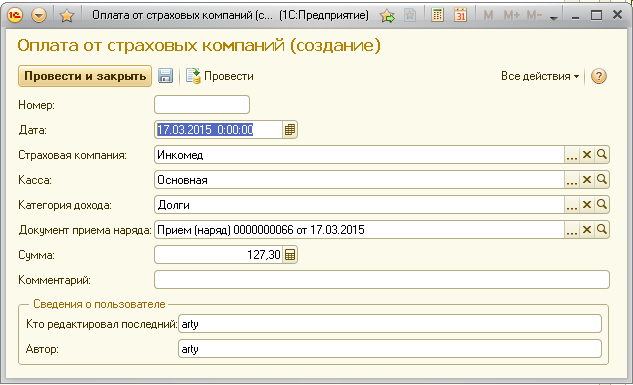 Оплата от страховых компаний (с... (1С:Предприятие)
M M+ M-
Оплата от страховых компаний (создание)
Провести и закрыть Провести Все действия
Номер:
Дата: 17.03.2015 0:00:00
Страховая компания: Инкомед
Касса: Основная
Категория дохода: Долги
Документ приема наряда: Прием (наряд) 0000000066 от 17.03.2015
Сумма: 127,30
Комментарий:
Сведения о пользователе
Кто редактировал последний: arty
Автор: arty